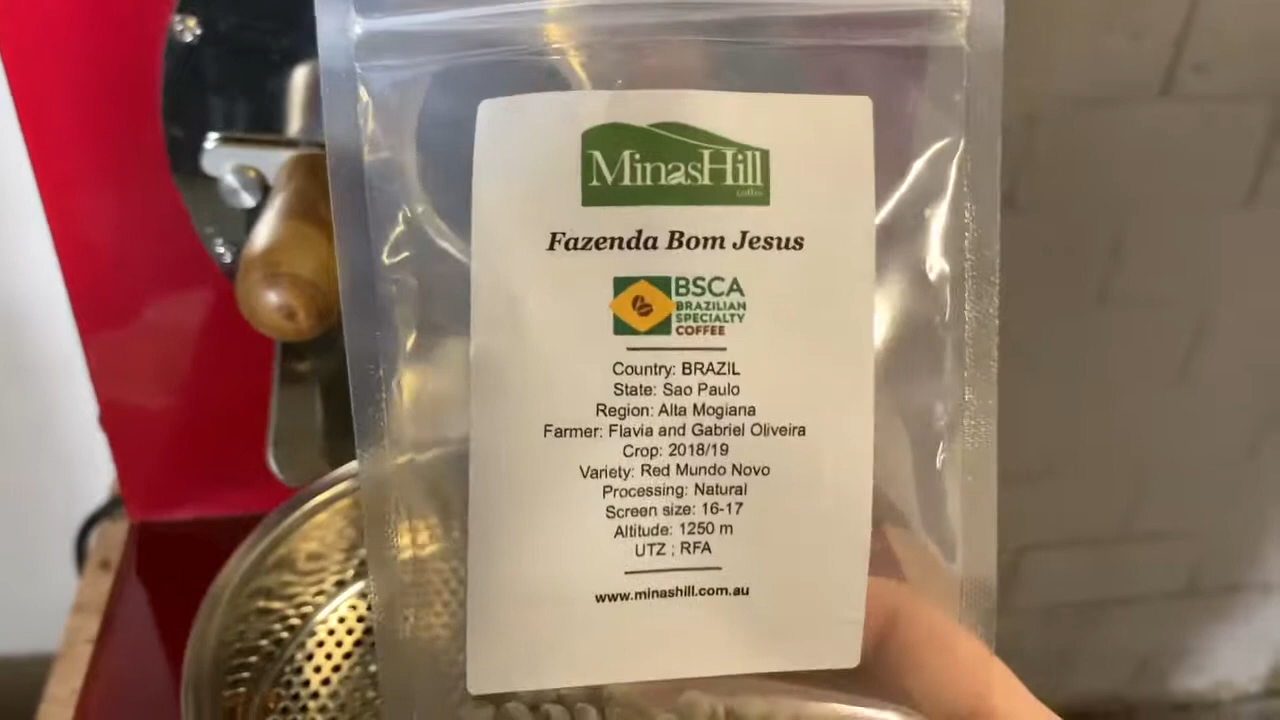 MinasHill
coffee
Fazenda Bom Jesus
BSCA
BRAZILIAN
SPECIALTY
COFFEE
Country: BRAZIL
State: Sao Paulo
Region: Alta Mogiana
Farmer: Flavia and Gabriel Oliveira
Crop: 2018/19
Variety: Red Mundo Novo
Processing: Natural
Screen size: 16-17
Altitude: 1250 m
UTZ ; RFA
www.minashill.com.au